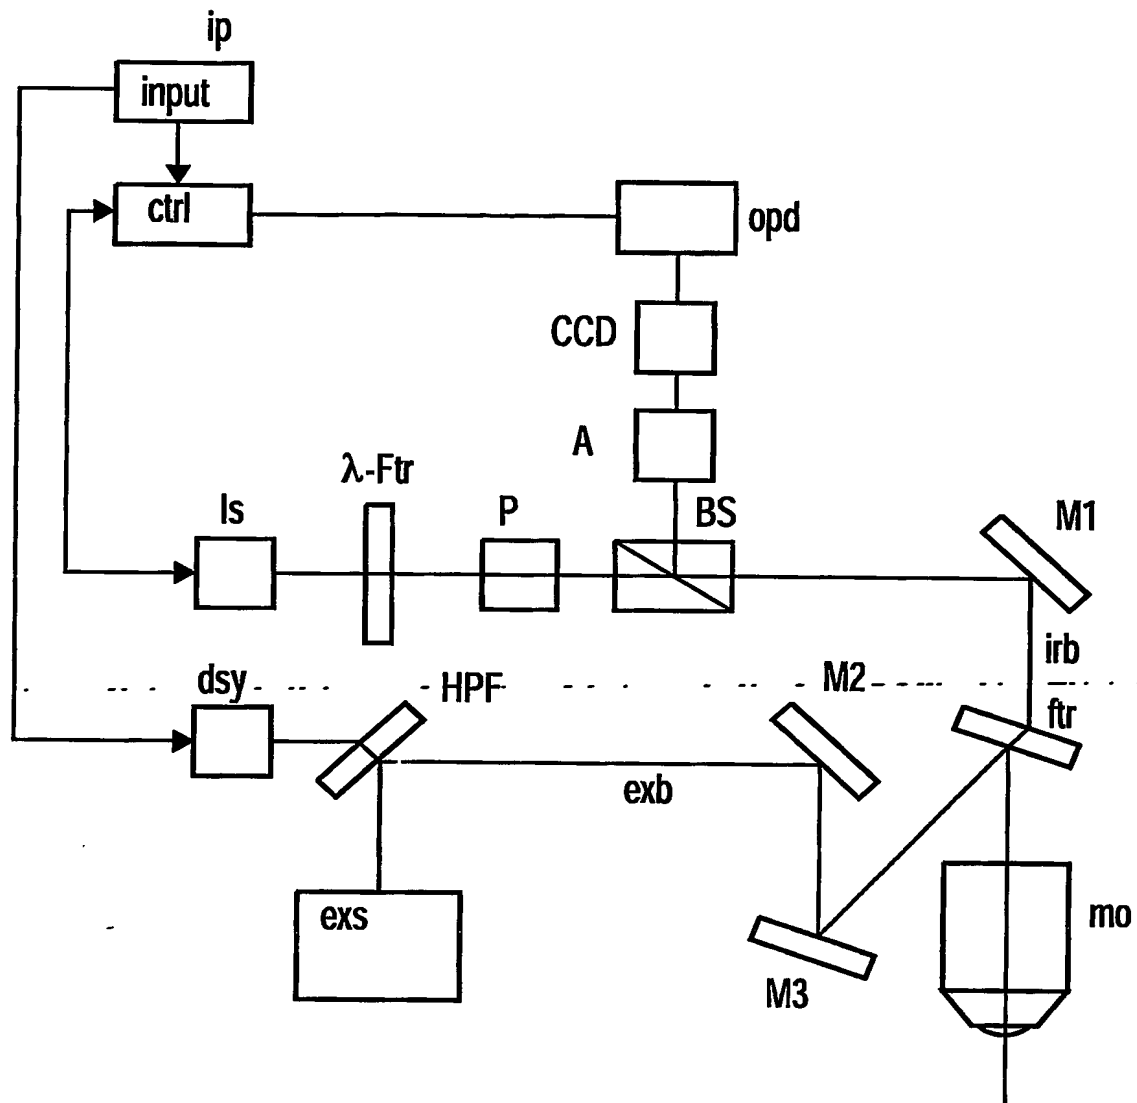 ip
input
ctrl
opd
CCD
A
λ-Ftr
ls
P
BS
M1
irb
dsy
HPF
M2
ftr
exb
exs
mo
M3